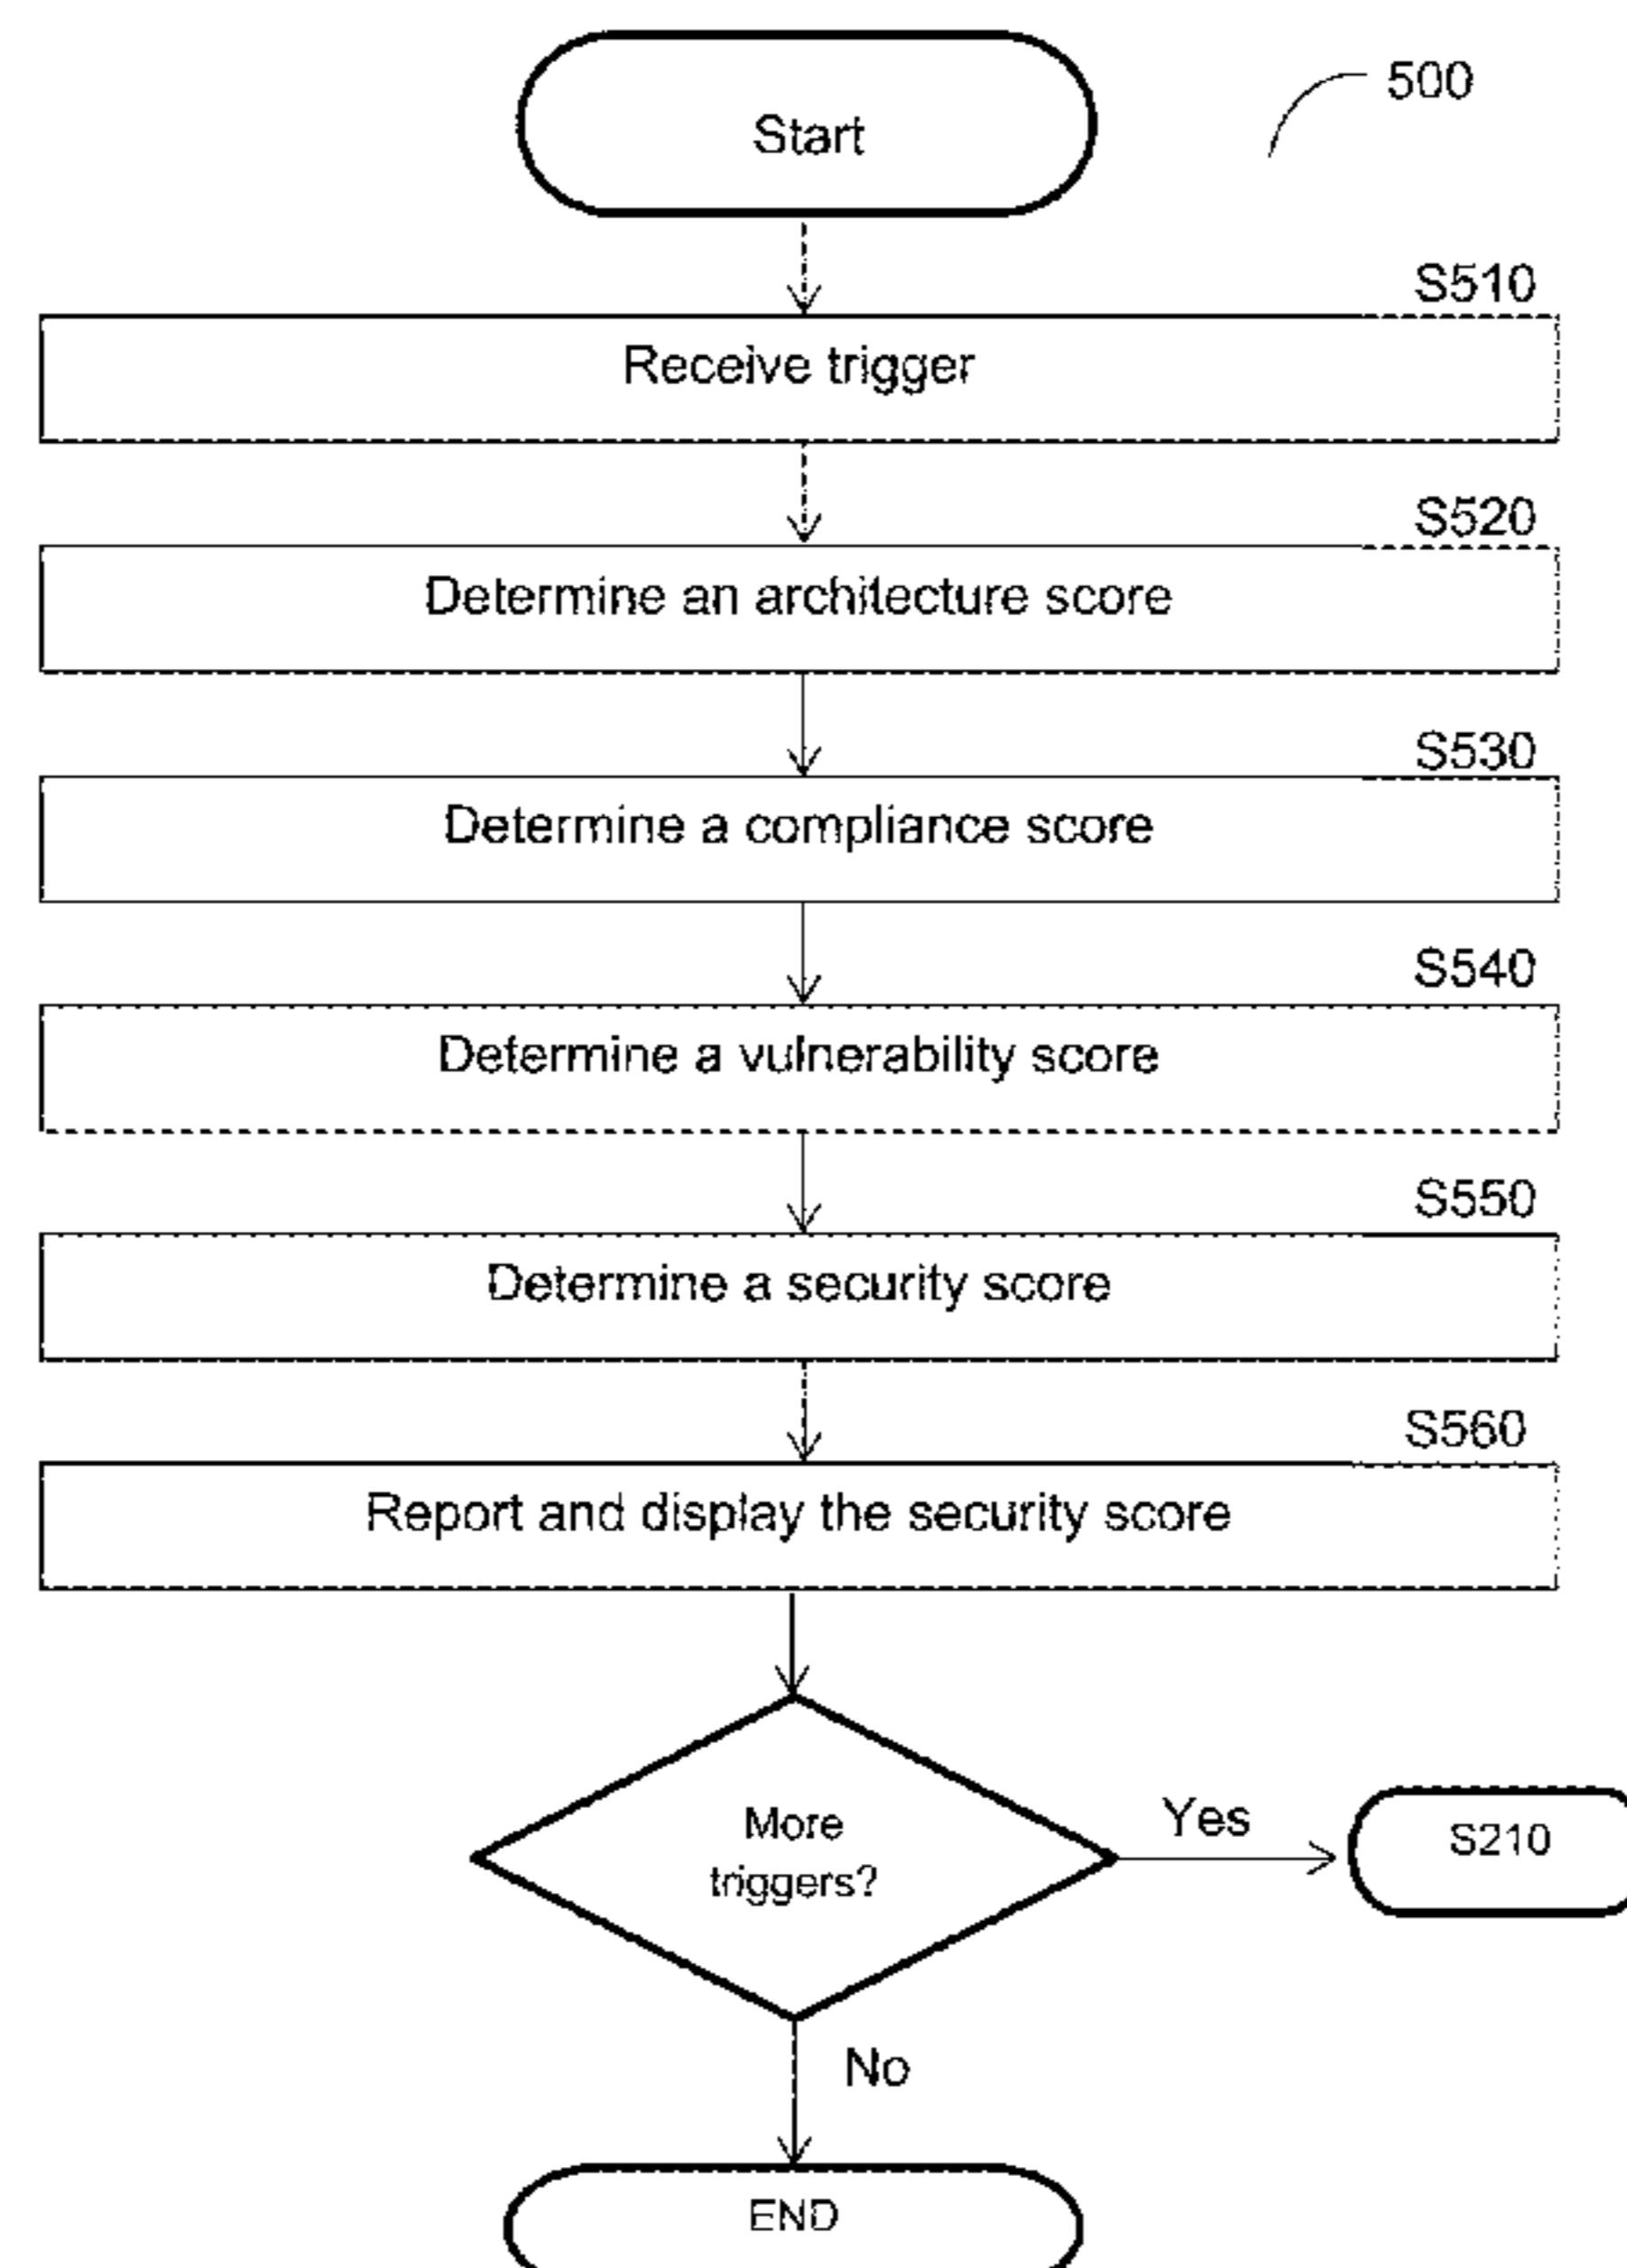 Start
500
S510
Receive trigger
S520
Determine an architecture score
S530
Determine a compliance score
S540
Determine a vulnerability score
S550
Determine a security score
S560
Report and display the security score
More
triggers?
Yes
S210
No
END